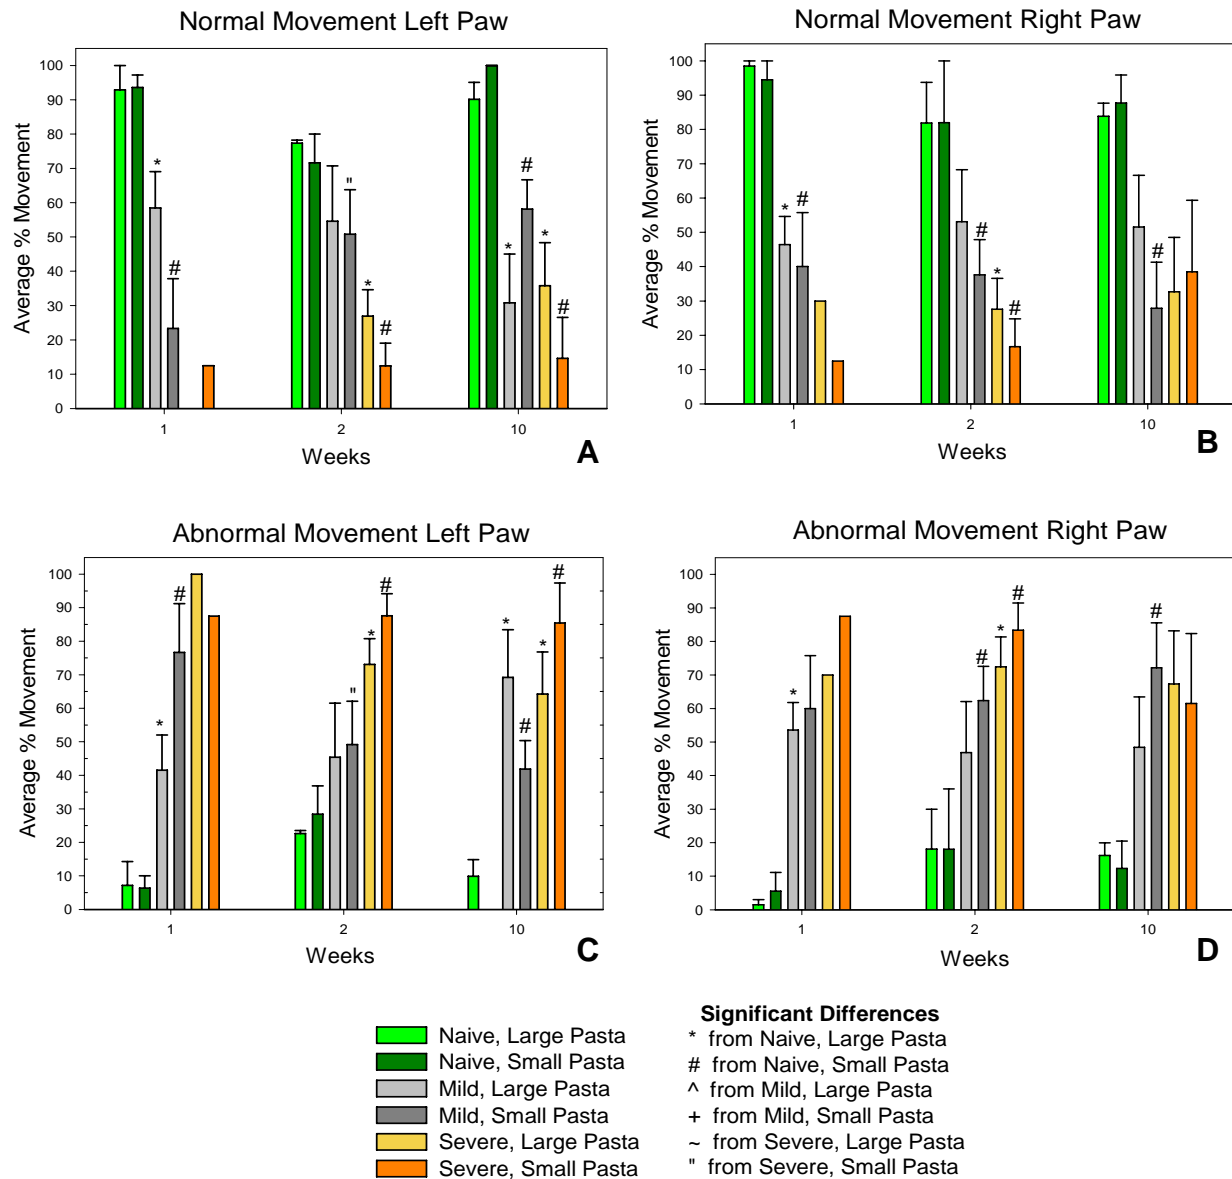 Normal Movement Left Paw
Average % Movement
100
90
80
70
60
50
40
30
20
10
0
*
#
"
*
#
*
#
*
#
1
2
10
Weeks
A
Normal Movement Right Paw
Average % Movement
100
90
80
70
60
50
40
30
20
10
0
*
#
#
*
#
#
1
2
10
Weeks
B
Abnormal Movement Left Paw
Average % Movement
100
90
80
70
60
50
40
30
20
10
0
*
#
"
*
#
*
#
*
#
1
2
10
Weeks
C
Abnormal Movement Right Paw
Average % Movement
100
90
80
70
60
50
40
30
20
10
0
*
#
*
#
#
1
2
10
Weeks
D
Naive, Large Pasta
Naive, Small Pasta
Mild, Large Pasta
Mild, Small Pasta
Severe, Large Pasta
Severe, Small Pasta
Significant Differences
* from Naive, Large Pasta
# from Naive, Small Pasta
^ from Mild, Large Pasta
+ from Mild, Small Pasta
~ from Severe, Large Pasta
" from Severe, Small Pasta